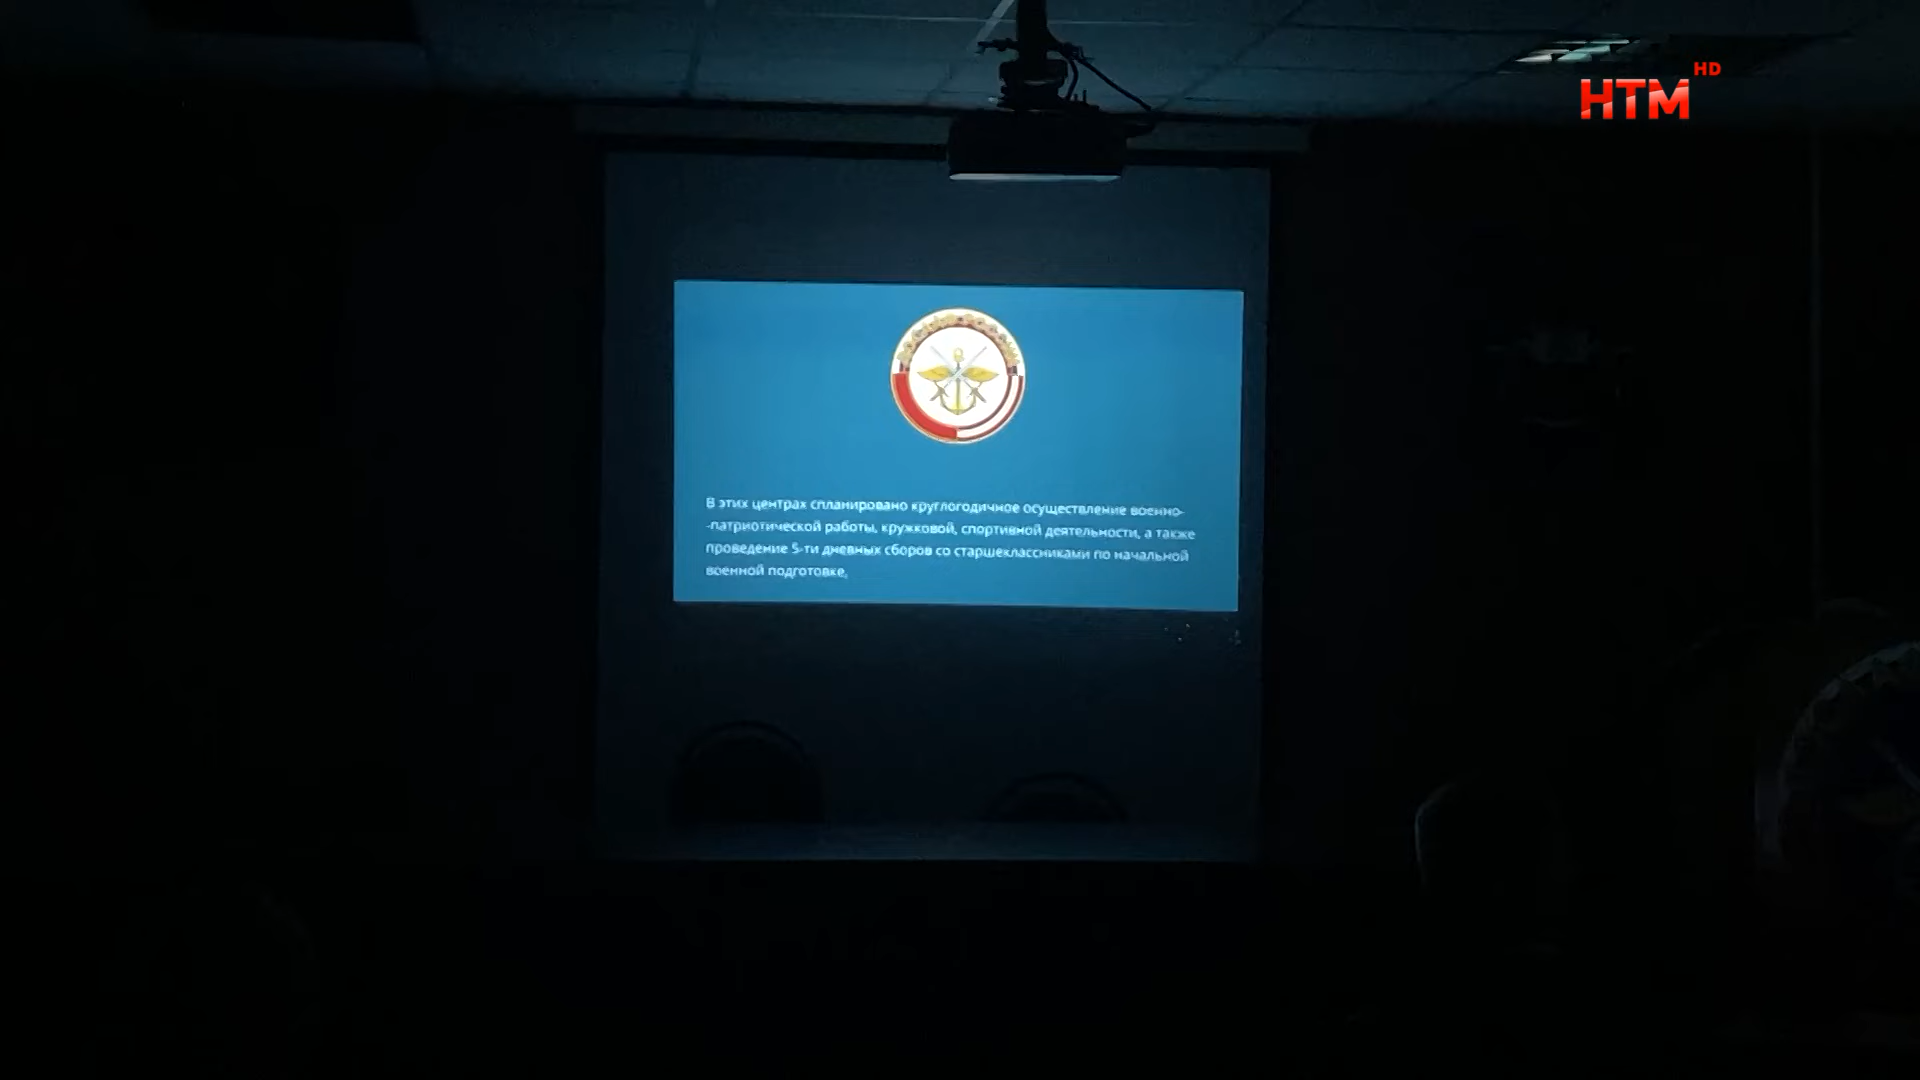 HD
НТМ
В этих центрах спланировано круглогодичное осуществление военно-
-патриотической работы, кружковой, спортивной деятельности, а также
проведение 5-ти дневных сборов со старшеклассниками по начальной
военной подготовке,